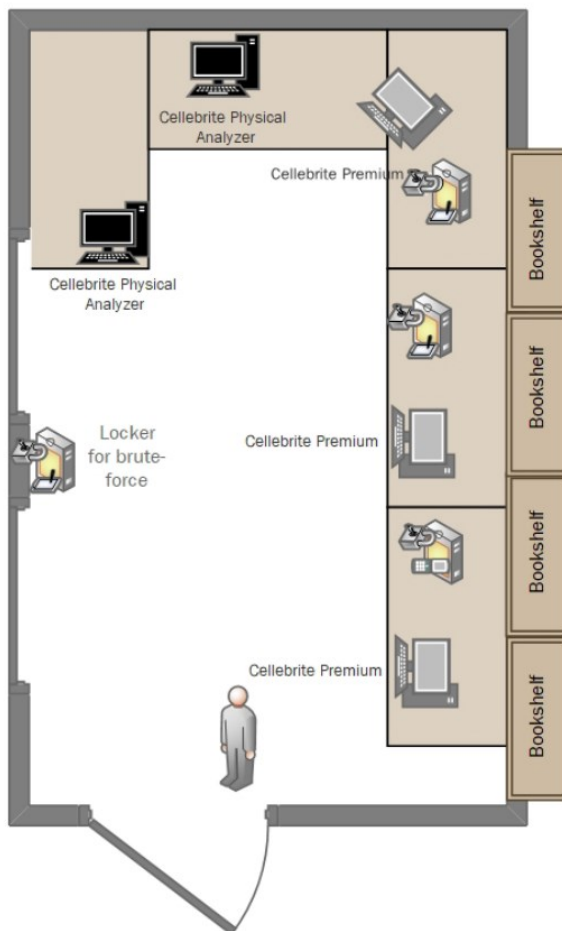 Cellebrite Physical
Analyzer
Cellebrite Premium
Bookshelf
Cellebrite Physical
Analyzer
Bookshelf
Locker
for brute-
force
Cellebrite Premium
Bookshelf
Cellebrite Premium
Bookshelf